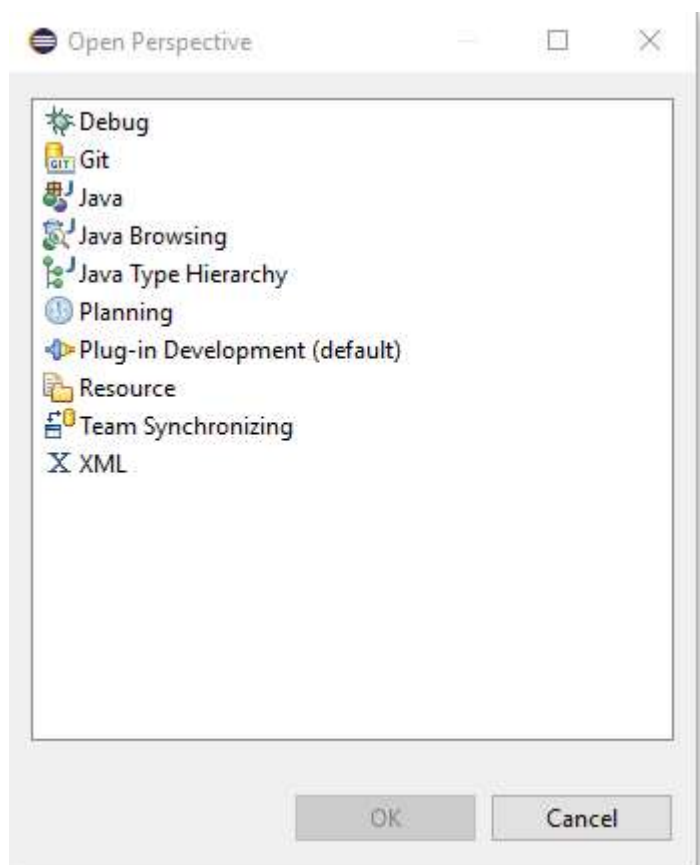 Open Perspective
Debug
GIT Git
Java
Java Browsing
Java Type Hierarchy
Planning
Plug-in Development (default)
Resource
Team Synchronizing
X XML
OK
Cancel